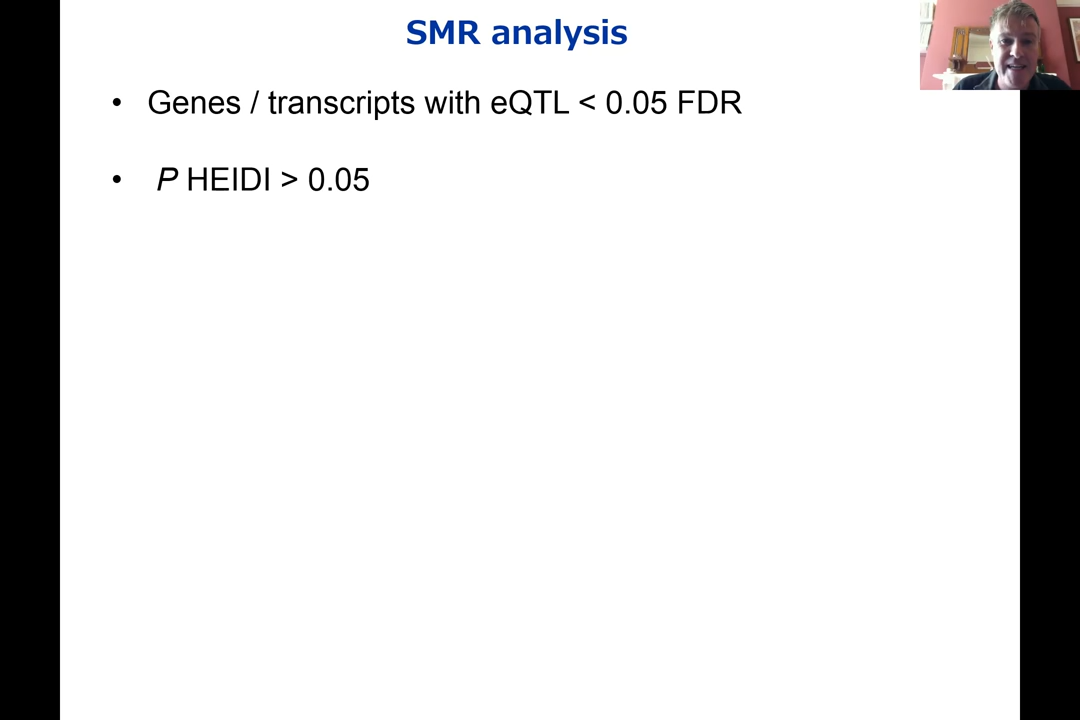 SMR analysis
• Genes / transcripts with eQTL < 0.05 FDR
• P HEIDI > 0.05